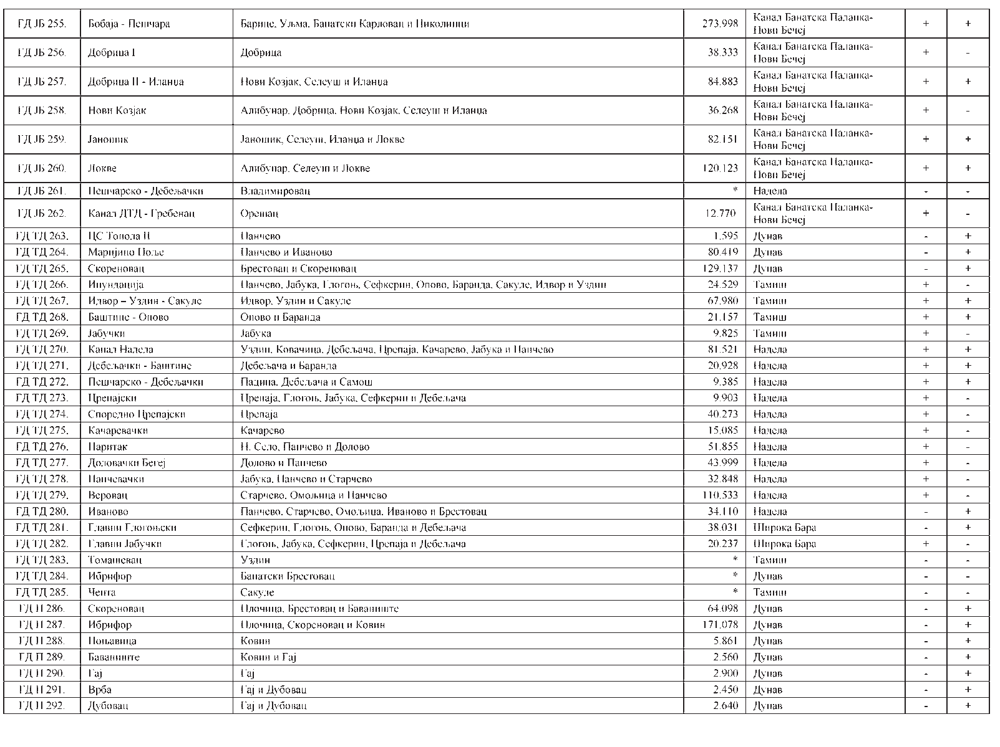 ГД ЈБ 255. Бобаја - Пешчара Барице, Уљма, Банатски Карловац и Николинци 273.998 Канал Банатска Паланка- + +
Нови Бечеј
ГД ЈБ 256. Добрица I Добрица 38.333 Канал Банатска Паланка- + -
Нови Бечеј
ГД ЈБ 257. Добрица II - Иланџа Нови Козјак, Селеуш и Иланџа 84.883 Канал Банатска Паланка- + +
Нови Бечеј
ГД ЈБ 258. Нови Козјак Алибунар, Добрица, Нови Козјак, Селеуш и Иланџа 36.268 Канал Банатска Паланка- + -
Нови Бечеј
ГД ЈБ 259. Јаношик Јаношик, Селеуш, Иланџа и Локве 82.151 Канал Банатска Паланка- + +
Нови Бечеј
ГД ЈБ 260. Локве Алибунар, Селеуш и Локве 120.123 Канал Банатска Паланка- + +
Нови Бечеј
ГД ЈБ 261. Пешчарско - Дебељачки Владимировац * Надела - -
ГД ЈБ 262. Канал ДТД - Гребенац Орешац 12.770 Канал Банатска Паланка- + -
Нови Бечеј
ГД ТД 263. ЦС Топола II Панчево 1.595 Дунав - +
ГД ТД 264. Маријино Поље Панчево и Иваново 80.419 Дунав - +
ГД ТД 265. Скореновац Брестовац и Скореновац 129.137 Дунав - +
ГД ТД 266. Инундација Панчево, Јабука, Глогоњ, Сефкерин, Опово, Баранда, Сакуле, Идвор и Уздин 24.529 Тамиш + -
ГД ТД 267. Идвор – Уздин - Сакуле Идвор, Уздин и Сакуле 67.980 Тамиш + +
ГД ТД 268. Баштине - Опово Опово и Баранда 21.157 Тамиш + +
ГД ТД 269. Јабучки Јабука 9.825 Тамиш + -
ГД ТД 270. Канал Надела Уздин, Ковачица, Дебељача, Црепаја, Качарево, Јабука и Панчево 81.521 Надела + +
ГД ТД 271. Дебељачки - Баштине Дебељача и Баранда 20.928 Надела + +
ГД ТД 272. Пешчарско - Дебељачки Падина, Дебељача и Самош 9.385 Надела + +
ГД ТД 273. Црепајски Црепаја, Глогоњ, Јабука, Сефкерин и Дебељача 9.903 Надела + -
ГД ТД 274. Споредно Црепајски Црепаја 40.273 Надела + -
ГД ТД 275. Качаревачки Качарево 15.085 Надела + -
ГД ТД 276. Наритак Н. Село, Панчево и Долово 51.855 Надела + -
ГД ТД 277. Доловачки Бегеј Долово и Панчево 43.999 Надела + -
ГД ТД 278. Панчевачки Јабука, Панчево и Старчево 32.848 Надела + -
ГД ТД 279. Веровац Старчево, Омољица и Панчево 110.533 Надела + -
ГД ТД 280. Иваново Панчево, Старчево, Омољица, Иваново и Брестовац 34.110 Надела - +
ГД ТД 281. Главни Глогоњски Сефкерин, Глогоњ, Опово, Баранда и Дебељача 38.031 Широка Бара - +
ГД ТД 282. Главни Јабучки Глогоњ, Јабука, Сефкерин, Црепаја и Дебељача 20.237 Широка Бара + -
ГД ТД 283. Томашевац Уздин * Тамиш - -
ГД ТД 284. Ибрифор Банатски Брестовац * Дунав - -
ГД ТД 285. Чента Сакуле * Тамиш - -
ГД П 286. Скореновац Плочица, Брестовац и Баваниште 64.098 Дунав - +
ГД П 287. Ибрифор Плочица, Скореновац и Ковин 171.078 Дунав - +
ГД П 288. Поњавица Ковин 5.861 Дунав - +
ГД П 289. Баваниште Ковин и Гај 2.560 Дунав - +
ГД П 290. Гај Гај 2.900 Дунав - +
ГД П 291. Врба Гај и Дубовац 2.450 Дунав - +
ГД П 292. Дубовац Гај и Дубовац 2.640 Дунав - +